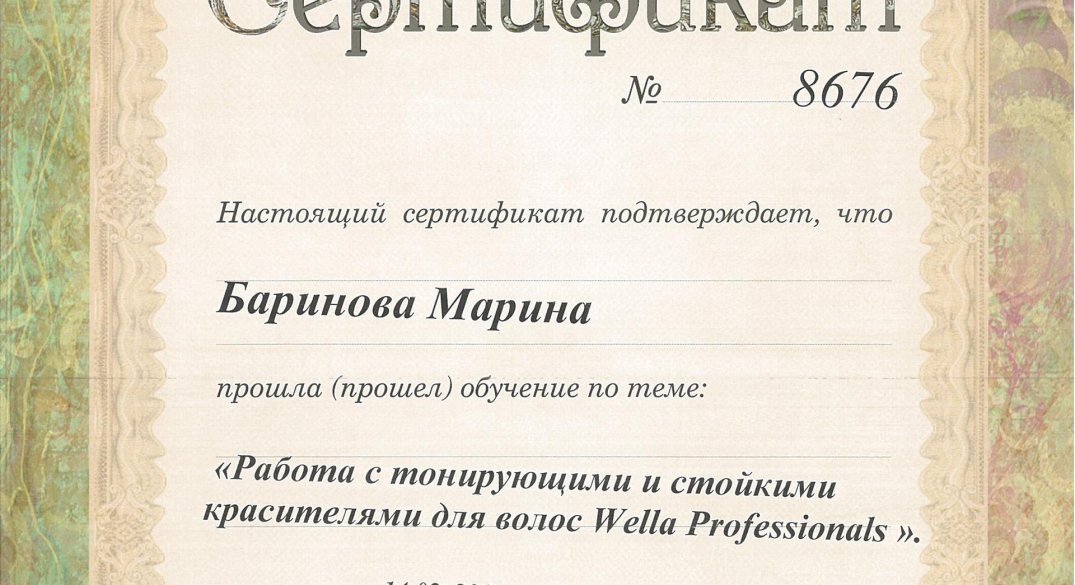 Сертификат
№ 8676
Настоящий сертификат подтверждает, что
Баринова Марина
прошла (прошел) обучение по теме:
«Работа с тонирующими и стойкими
красителями для волос Wella Professionals ».